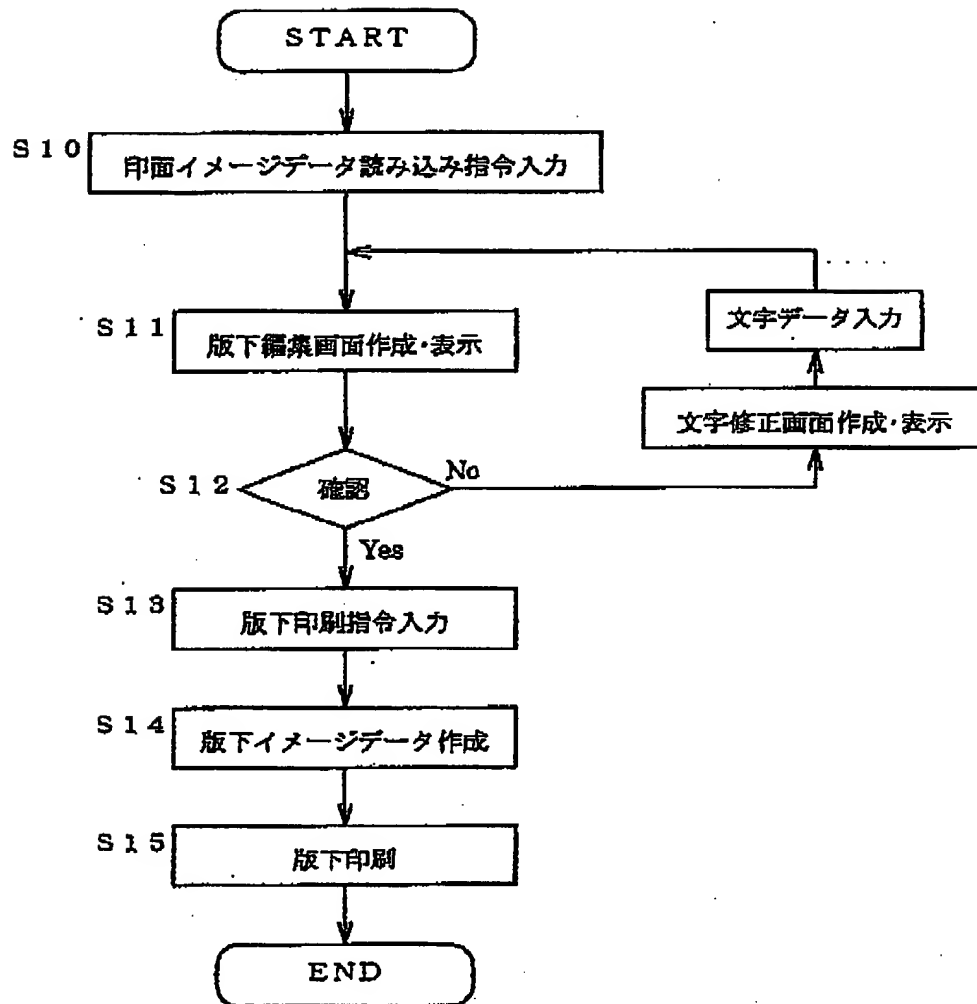 START
S10
印面イメージデータ読み込み指令入力
S11
版下編集画面作成・表示
文字データ入力
文字修正画面作成・表示
S12
確認
No
Yes
S13
版下印刷指令入力
S14
版下イメージデータ作成
S15
版下印刷
END